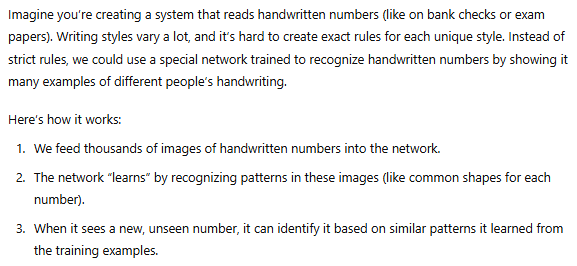 Imagine you're creating a system that reads handwritten numbers (like on bank checks or exam
papers). Writing styles vary a lot, and it's hard to create exact rules for each unique style. Instead of
strict rules, we could use a special network trained to recognize handwritten numbers by showing it
many examples of different people's handwriting.
Here's how it works:
1. We feed thousands of images of handwritten numbers into the network.
2. The network "learns" by recognizing patterns in these images (like common shapes for each
number).
3. When it sees a new, unseen number, it can identify it based on similar patterns it learned from
the training examples.